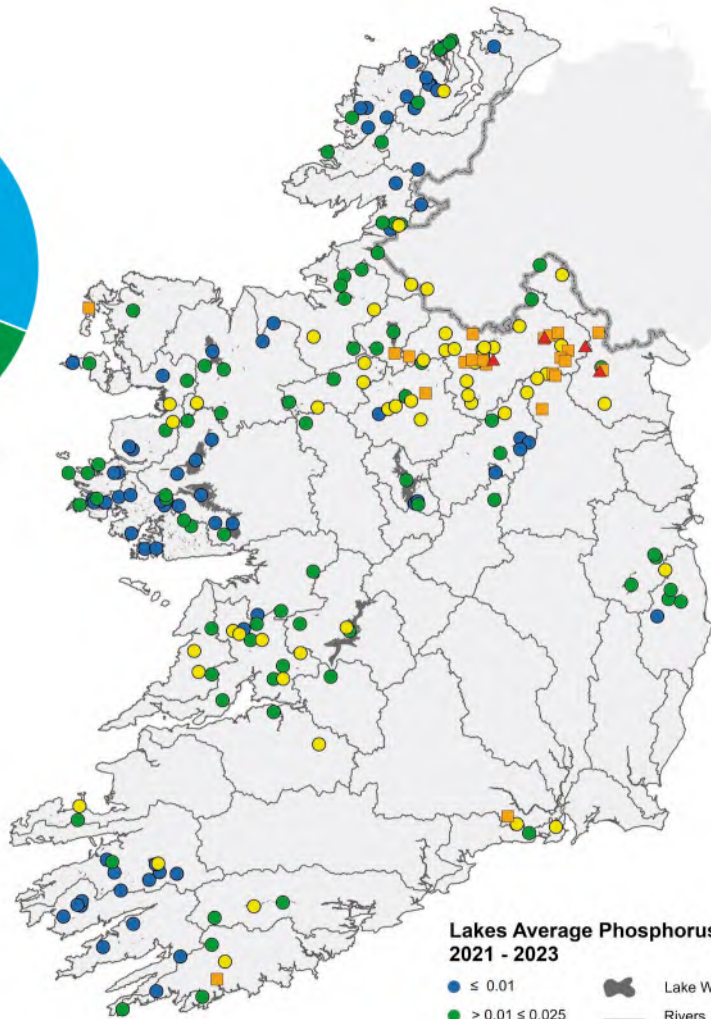 Lakes Average Phosphorus
2021 - 2023
≤ 0.01
> 0.01 ≤ 0.025
Lake W
Rivers